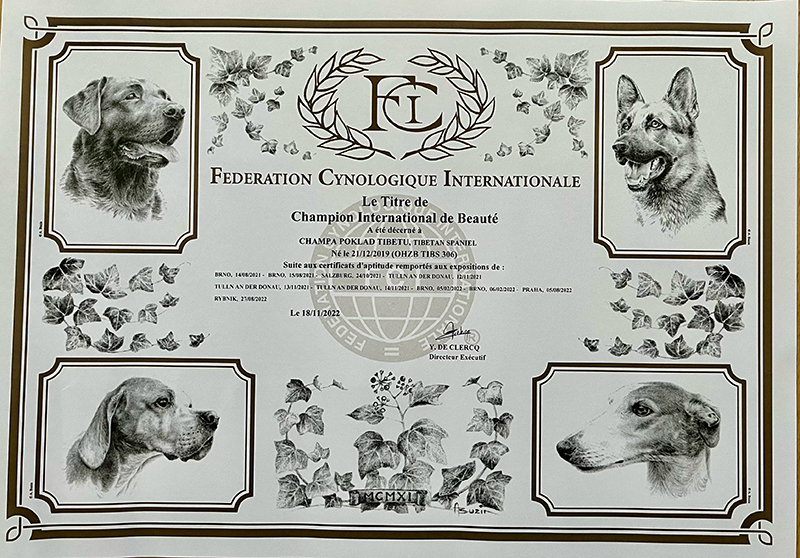 FCI
FEDERATION CYNOLOGIQUE INTERNATIONALE
Le Titre de
Champion International de Beauté
A été décerné à
CHAMPA POKLAD TIBETU, TIBETAN SPANIEL
Né le 21/12/2019 (OHZB TIBS 306)
Suite aux certificats d'aptitude remportés aux expositions de :
BRNO, 14/08/2021 - BRNO, 15/08/2021 - SALZBURG, 24/10/2021 - TULLN AN DER DONAU, 12/11/2021
TULLN AN DER DONAU, 13/11/2021 - TULLN AN DER DONAU, 14/11/2021 - BRNO, 05/02/2022 - BRNO, 06/02/2022 - PRAHA, 05/08/2022
RYBNIK, 27/08/2022
Le 18/11/2022
Y. DE CLERCQ
Directeur Exécutif
MCMXI